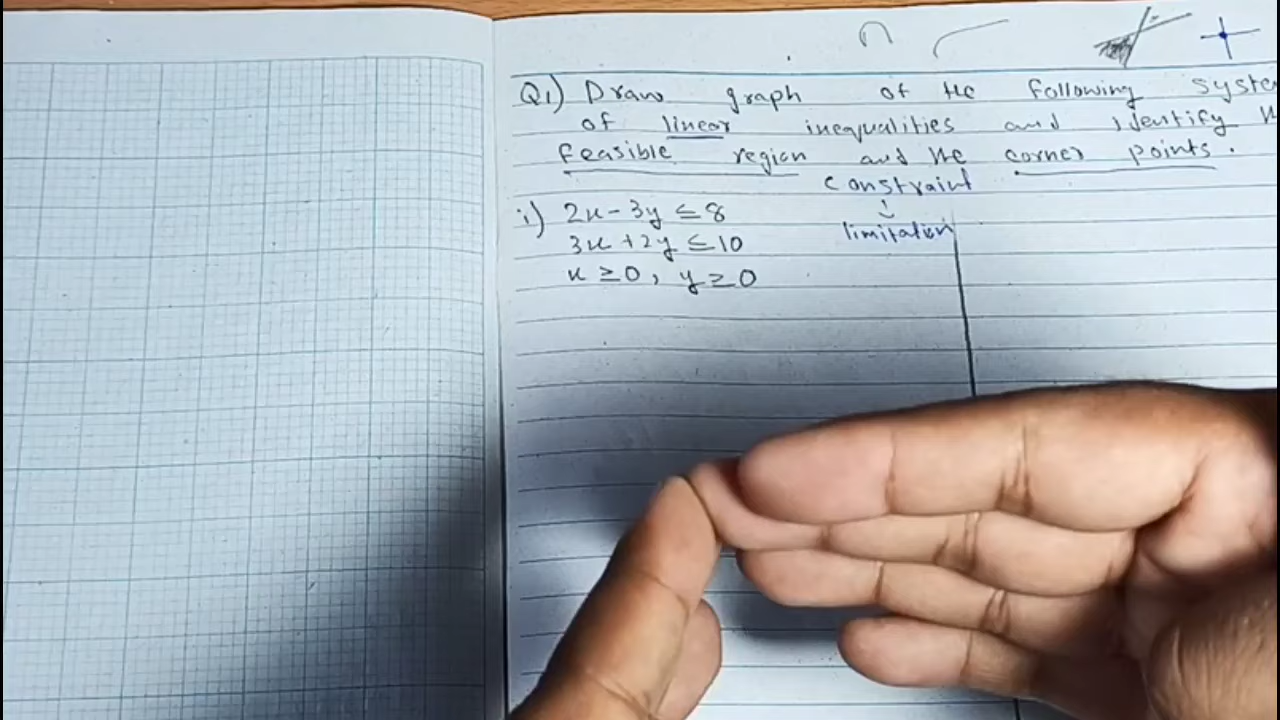 Q1) Draw graph of the following syste
of linear inequalities and identify
feasible region and the corner points.
constraint
↓
limitation
i) 2x - 3y ≤ 8
3x + 2y ≤ 10
x ≥ 0, y ≥ 0